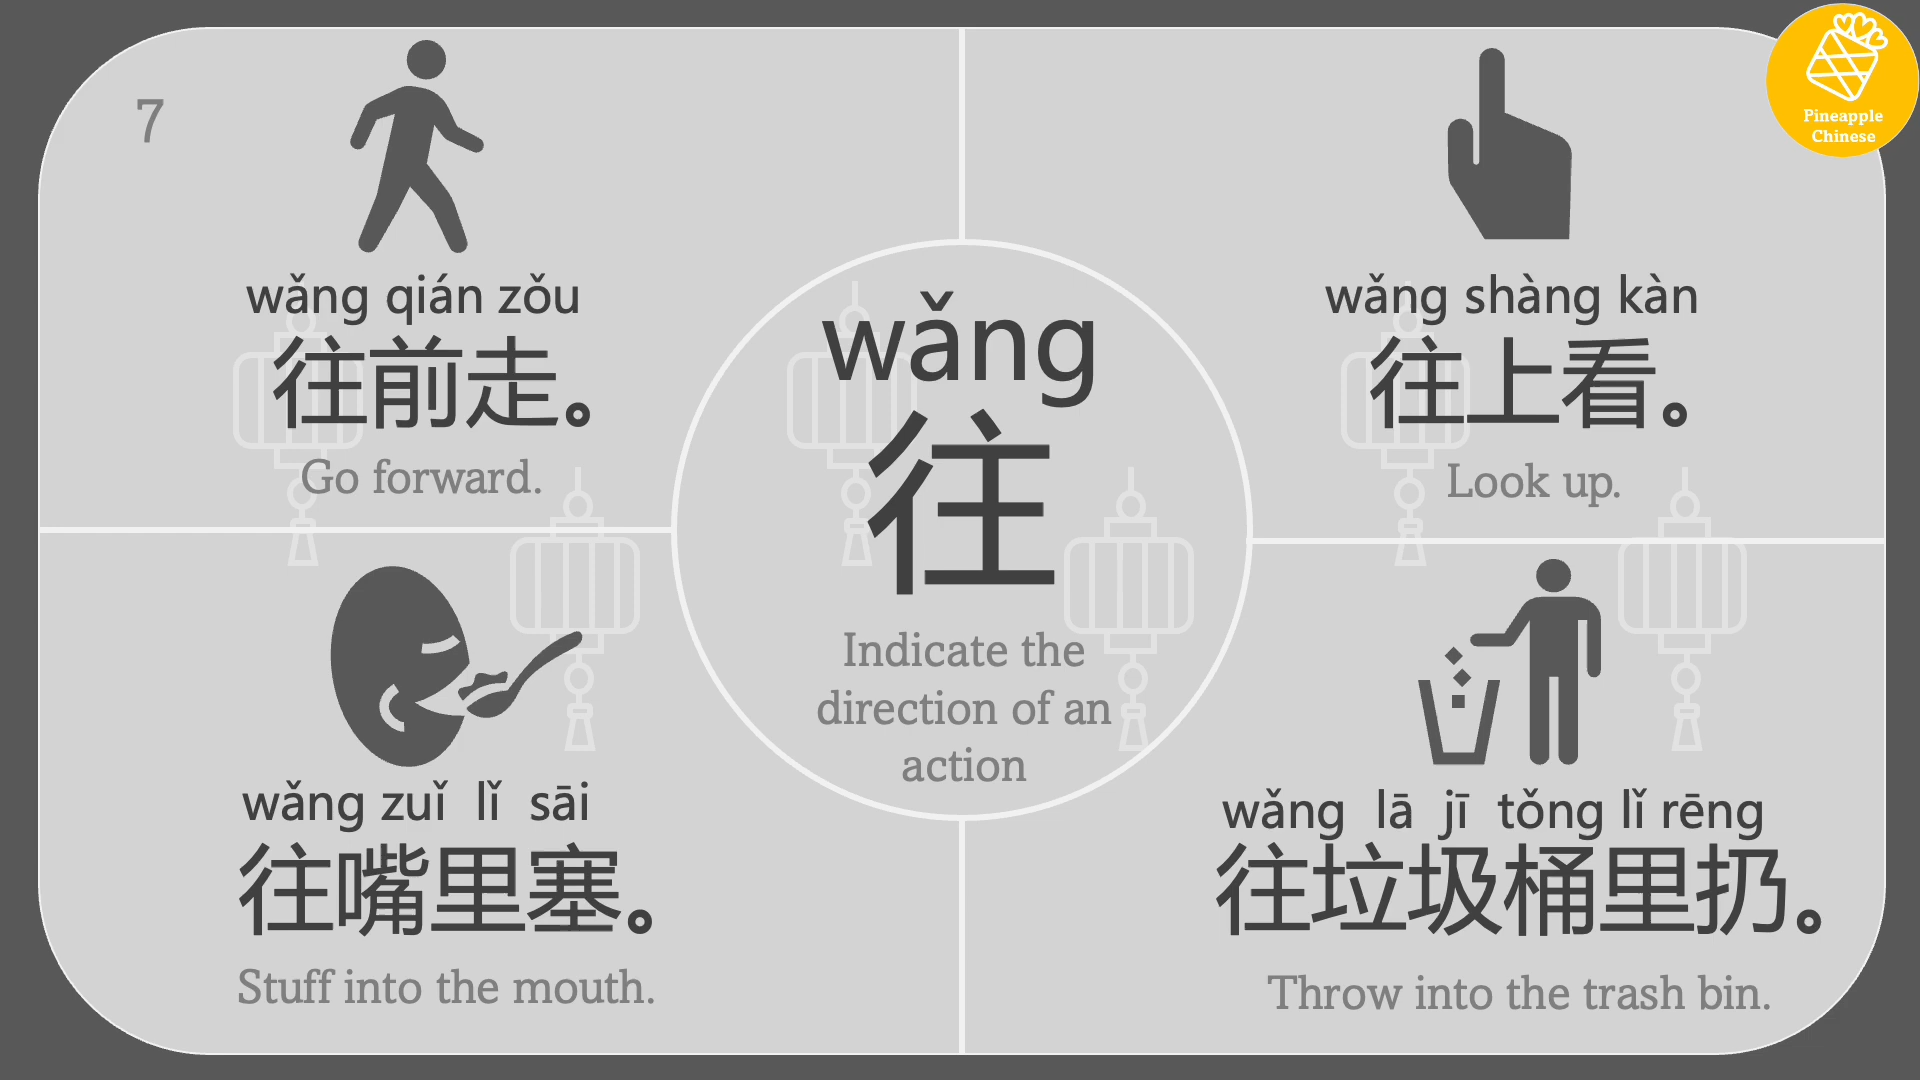 7
Pineapple
Chinese
wǎng qián zǒu
往前走。
Go forward.
wǎng shàng kàn
往上看。
Look up.
wǎng
往
Indicate the
direction of an
action
wǎng zuǐ lǐ sāi
往嘴里塞。
Stuff into the mouth.
wǎng lā jī tǒng lǐ rēng
往垃圾桶里扔。
Throw into the trash bin.